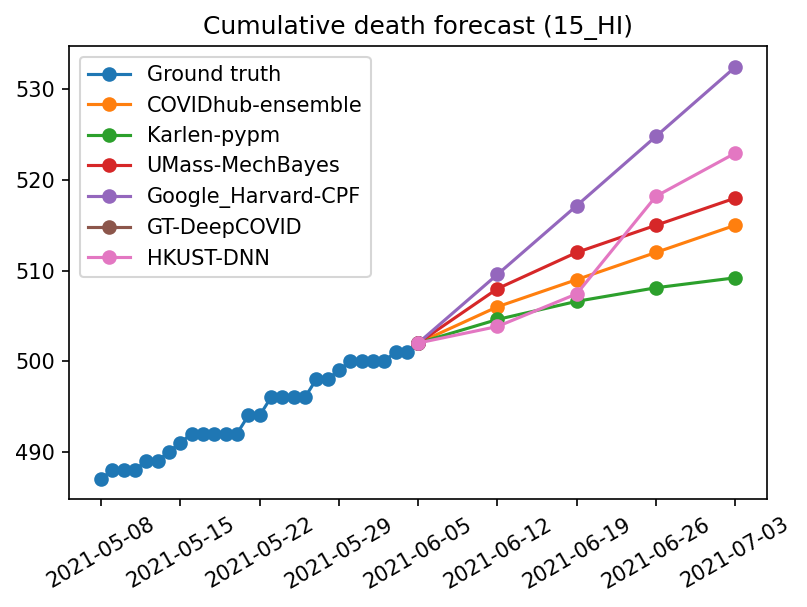 Cumulative death forecast (15_HI)
Ground truth
COVIDhub-ensemble
Karlen-pypm
UMass-MechBayes
Google_Harvard-CPF
GT-DeepCOVID
HKUST-DNN
530
520
510
500
490
2021-05-08
2021-05-15
2021-05-22
2021-05-29
2021-06-05
2021-06-12
2021-06-19
2021-06-26
2021-07-03